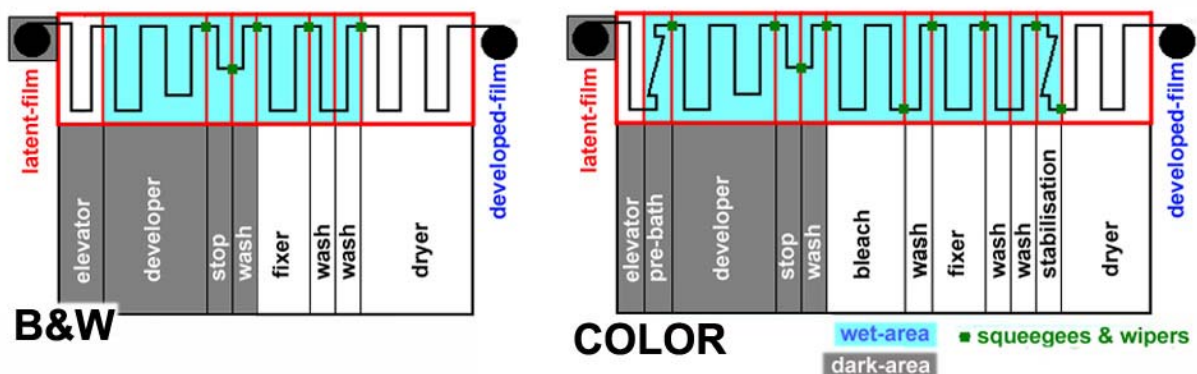 latent-film
elevator
developer
stop
wash
fixer
wash
wash
dryer
developed-film
B&W
latent-film
elevator
pre-bath
developer
stop
wash
bleach
wash
fixer
wash
wash
stabilisation
dryer
developed-film
COLOR
wet-area
squeegees & wipers
dark-area